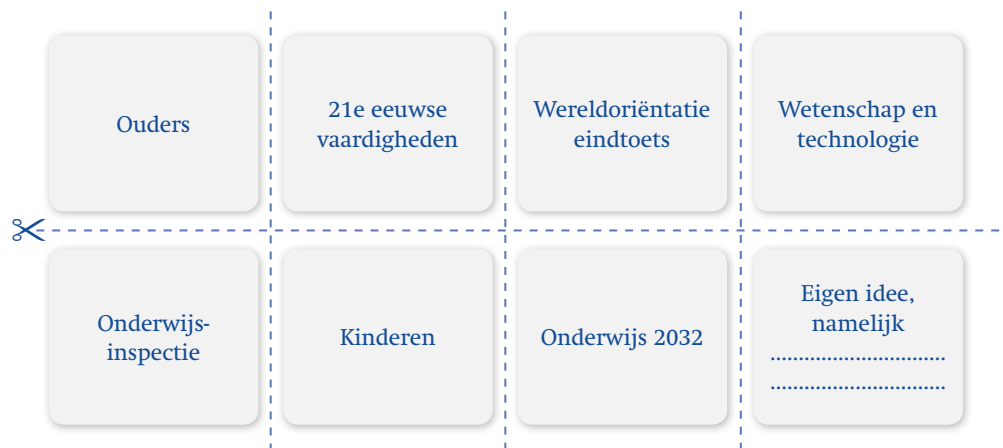 Ouders
21e eeuwse
vaardigheden
Wereldoriëntatie
eindtoets
Wetenschap en
technologie
Onderwijs-
inspectie
Kinderen
Onderwijs 2032
Eigen idee,
namelijk
................................
................................